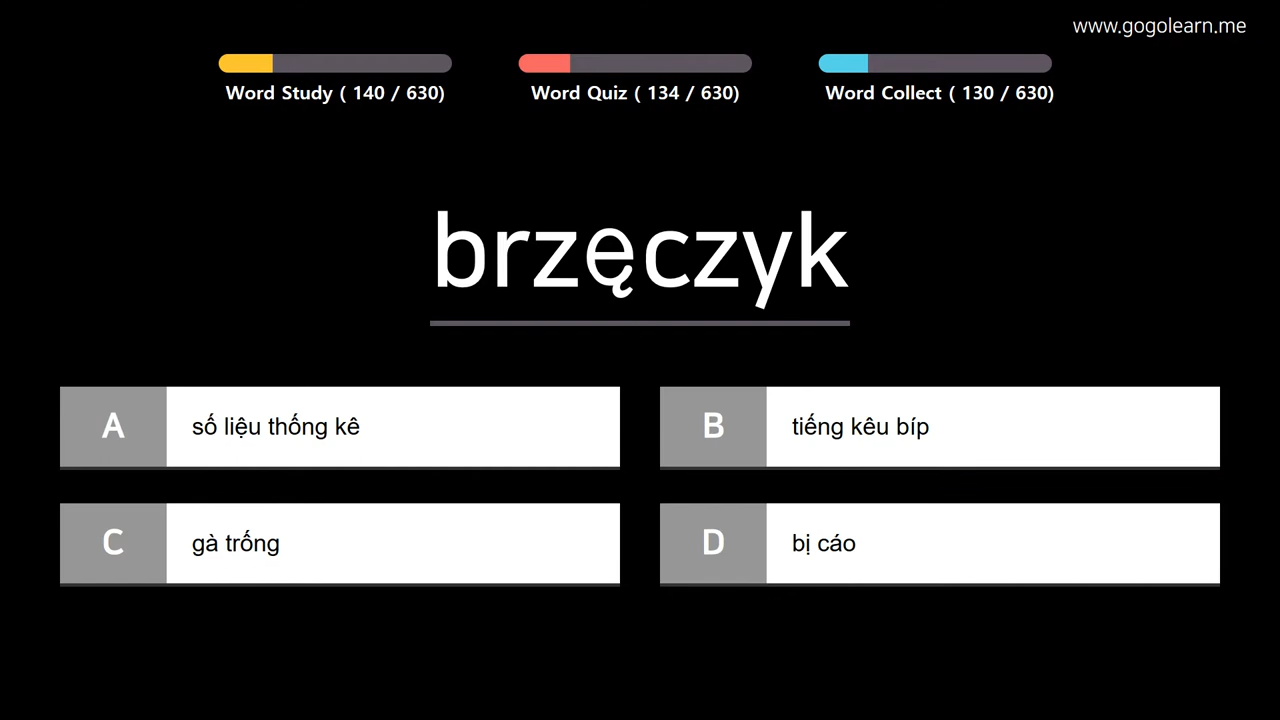 www.gogolearn.me
Word Study ( 140 / 630)
Word Quiz ( 134 / 630)
Word Collect ( 130 / 630)
brzęczyk
A số liệu thống kê
B tiếng kêu bíp
C gà trống
D bị cáo